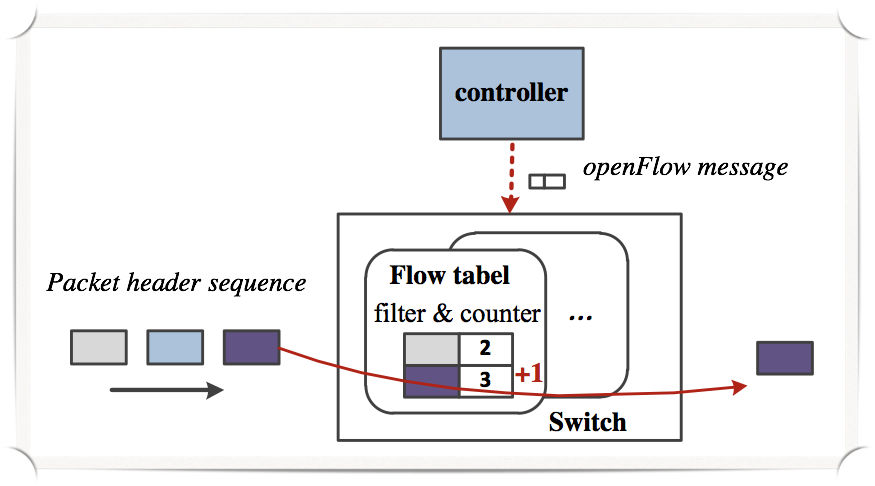 controller
openFlow message
Packet header sequence
Flow tabel
filter & counter
...
2
3
+1
Switch